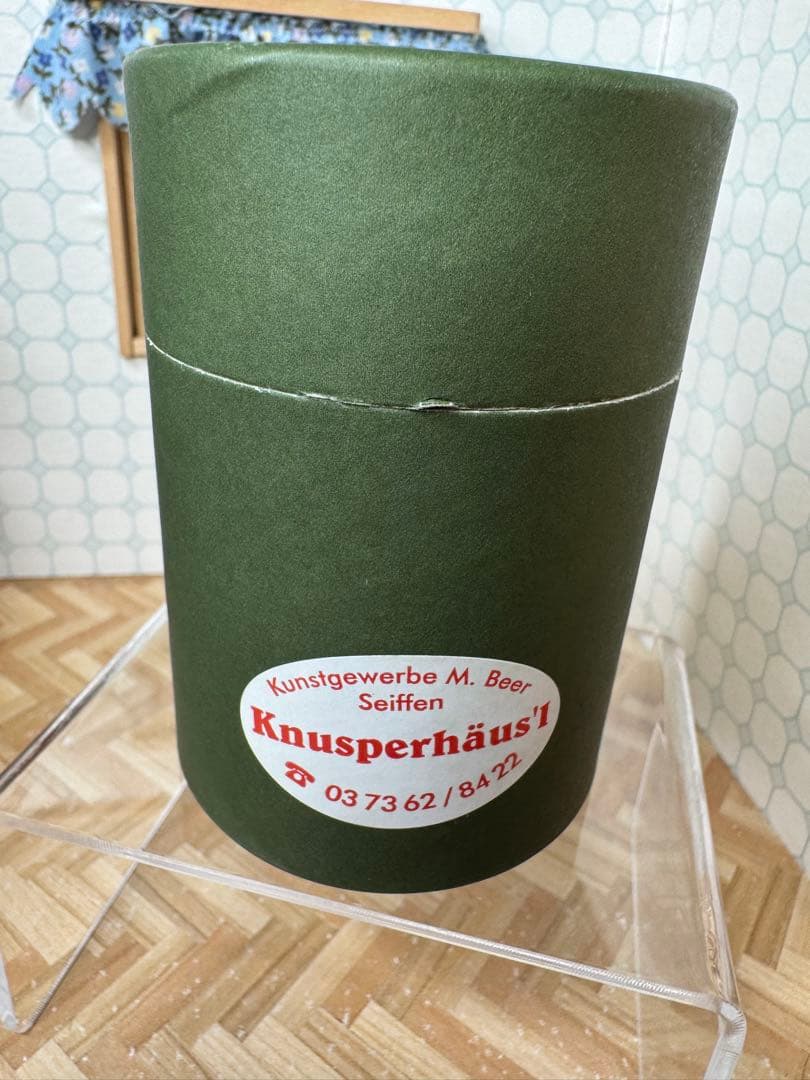 Kunstgewerbe M. Beer
Seiffen
Knusperhäus'l
☎ 03 73 62 / 84 22